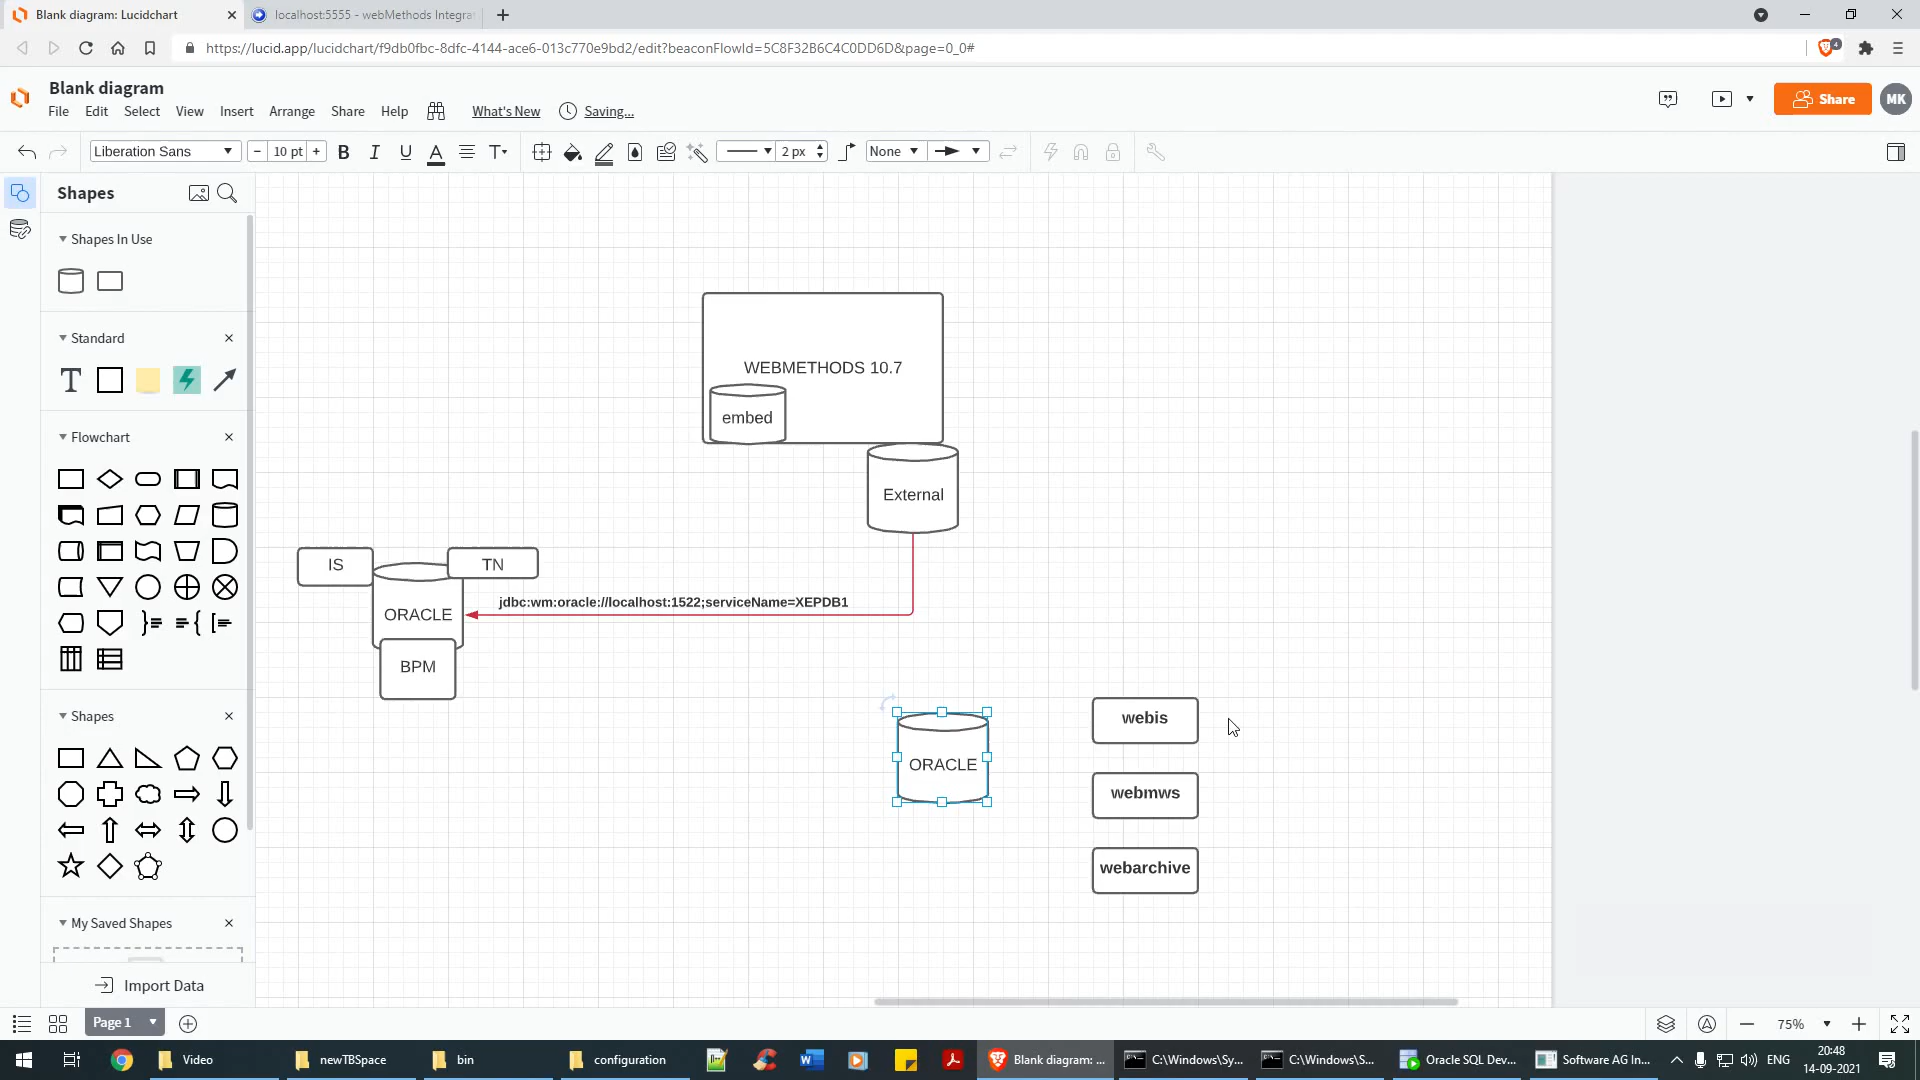 Blank diagram: Lucidchart
localhost:5555 - webMethods Integrat
https://lucid.app/lucidchart/f9db0fbc-8dfc-4144-ace6-013c770e9bd2/edit?beaconFlowId=5C8F32B6C4C0DD6D&page=0_0#
4
Blank diagram
File Edit Select View Insert Arrange Share Help What's New Saving...
Share
MK
Liberation Sans 10 pt B I U A T 2 px None
Shapes
Shapes In Use
Standard
T
Flowchart
Shapes
My Saved Shapes
Import Data
WEBMETHODS 10.7
embed
External
IS
TN
ORACLE
jdbc:wm:oracle://localhost:1522;serviceName=XEPDB1
BPM
ORACLE
webis
webmws
webarchive
Page 1
75%
Video
newTBSpace
bin
configuration
Blank diagram: ...
C:\Windows\Sy...
C:\Windows\S...
Oracle SQL Dev...
Software AG In...
ENG
20:48
14-09-2021